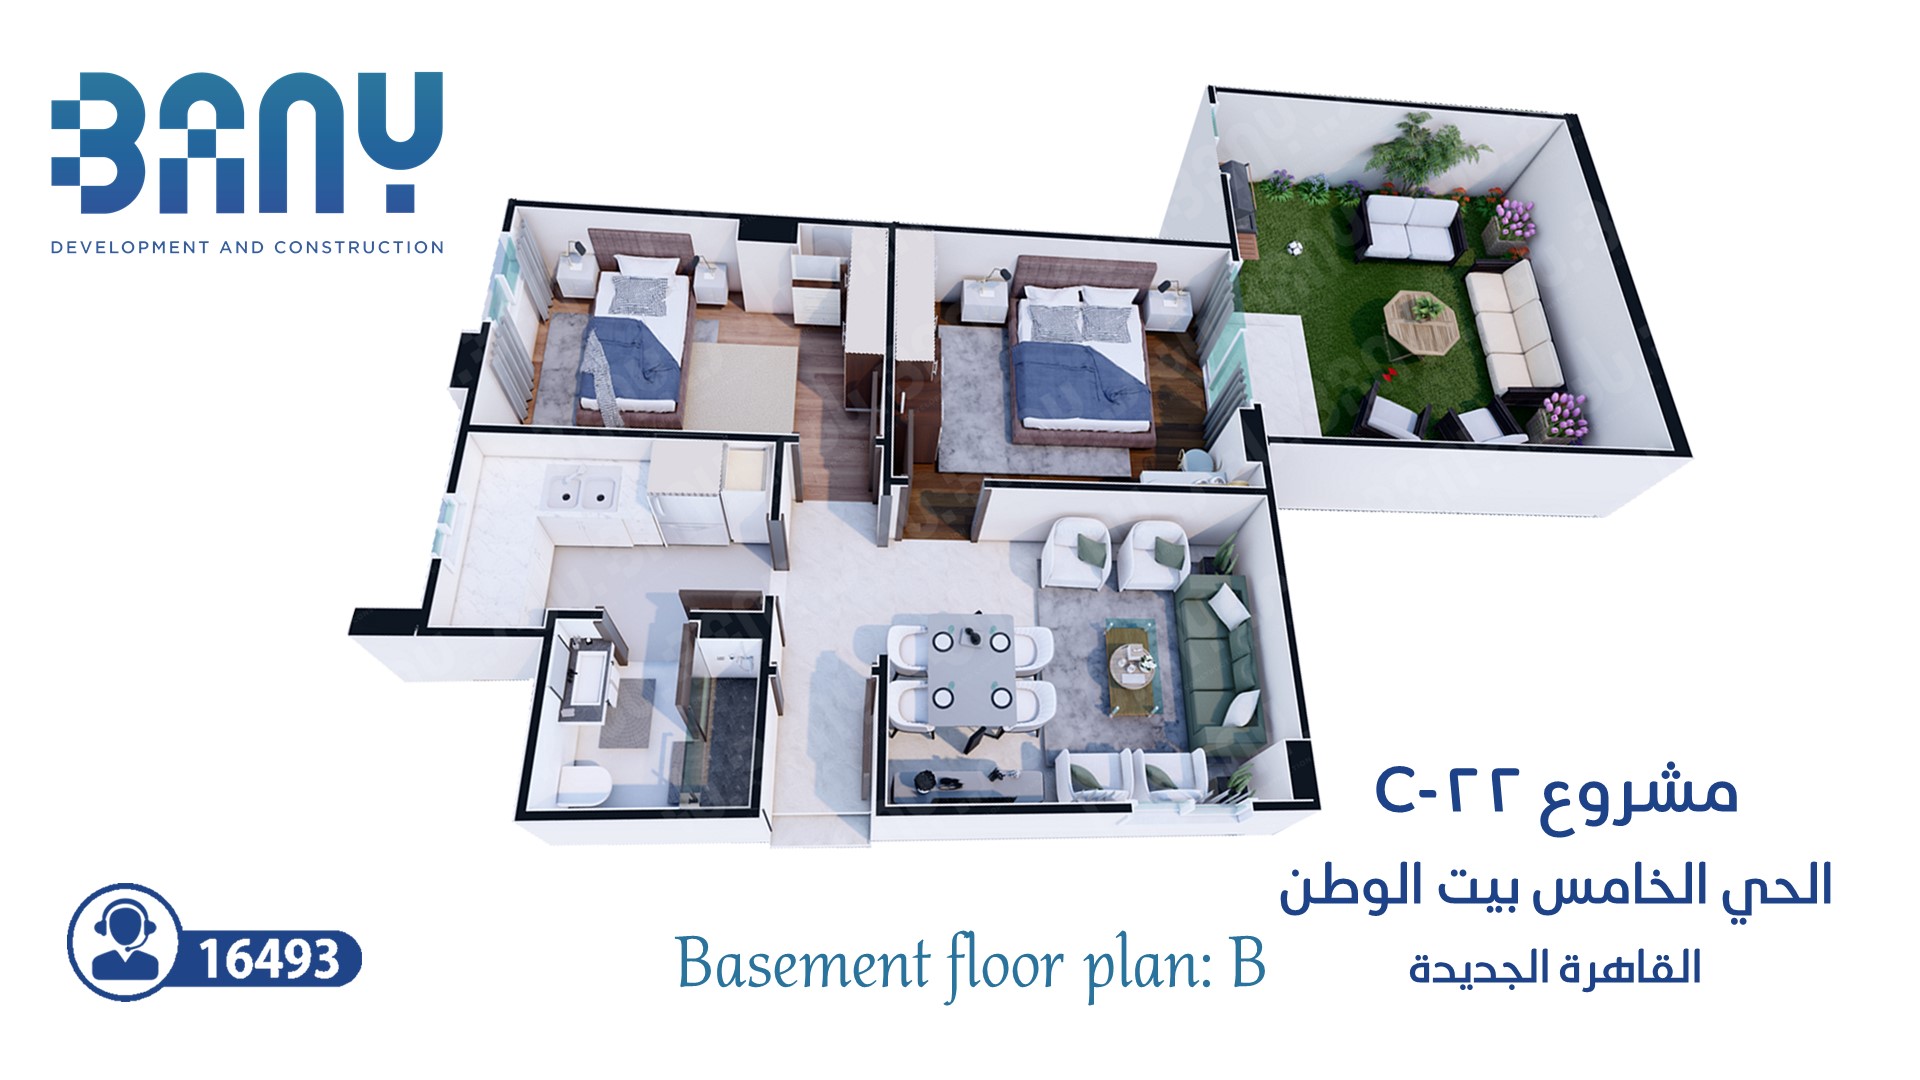 BANY
DEVELOPMENT AND CONSTRUCTION
مشروع C-٢٢
الحي الخامس بيت الوطن
القاهرة الجديدة
Basement floor plan: B
16493